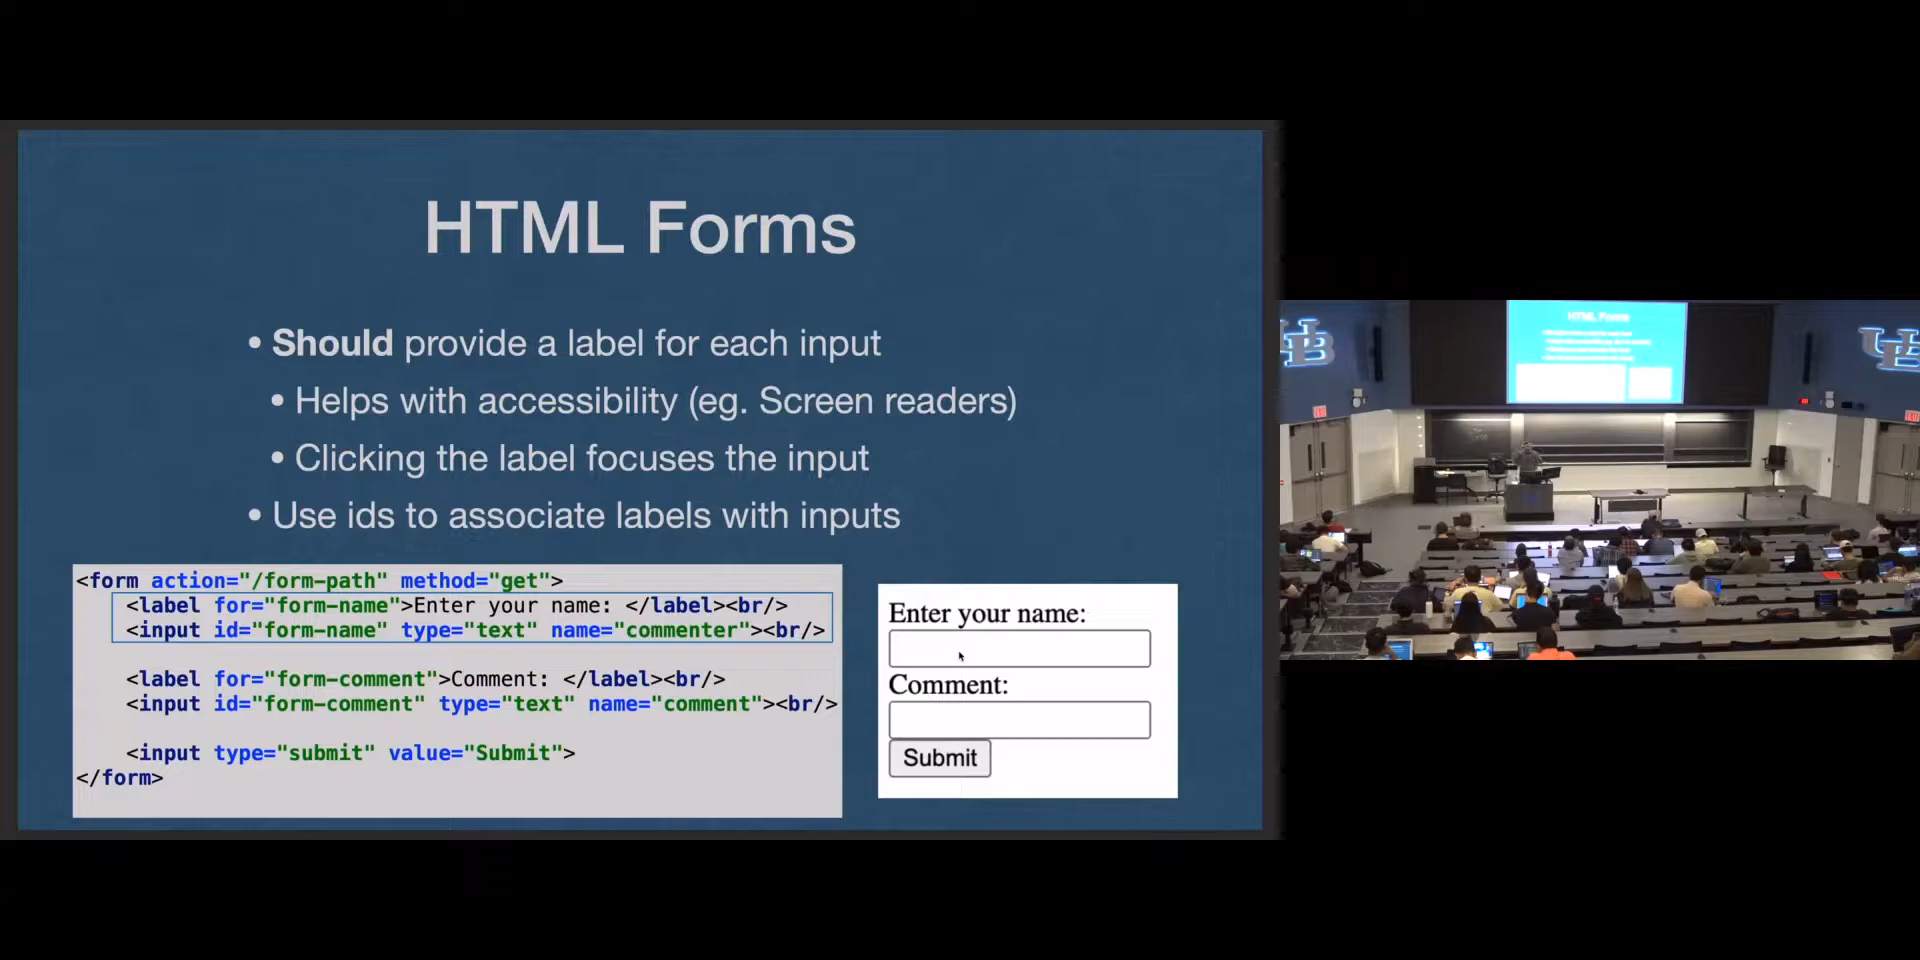 HTML Forms
• Should provide a label for each input
• Helps with accessibility (eg. Screen readers)
• Clicking the label focuses the input
• Use ids to associate labels with inputs
<form action="/form-path" method="get">
<label for="form-name">Enter your name: </label><br/>
<input id="form-name" type="text" name="commenter"><br/>
<label for="form-comment">Comment: </label><br/>
<input id="form-comment" type="text" name="comment"><br/>
<input type="submit" value="Submit">
</form>
Enter your name:
Comment:
Submit
HTML Forms
UB
UB